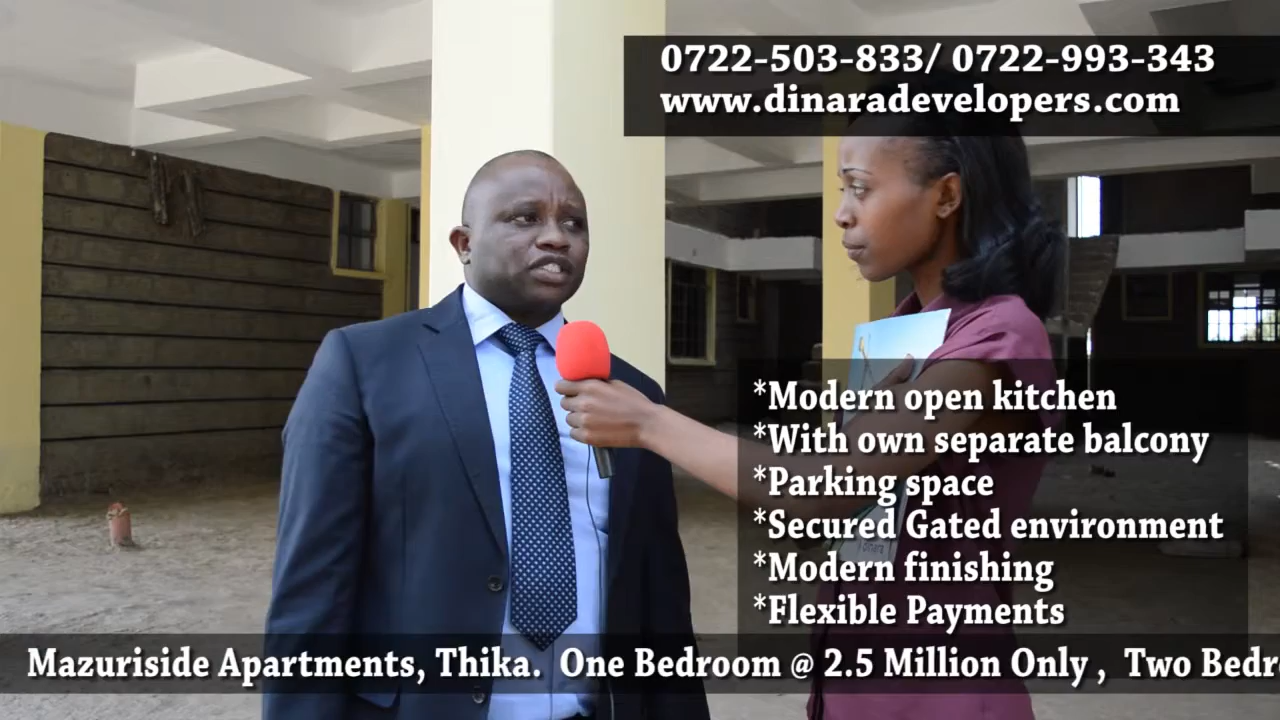 0722-503-833/ 0722-993-343
www.dinaradevelopers.com
*Modern open kitchen
*With own separate balcony
*Parking space
*Secured Gated environment
*Modern finishing
*Flexible Payments
dinara
Mazuriside Apartments, Thika. One Bedroom @ 2.5 Million Only , Two Bedr